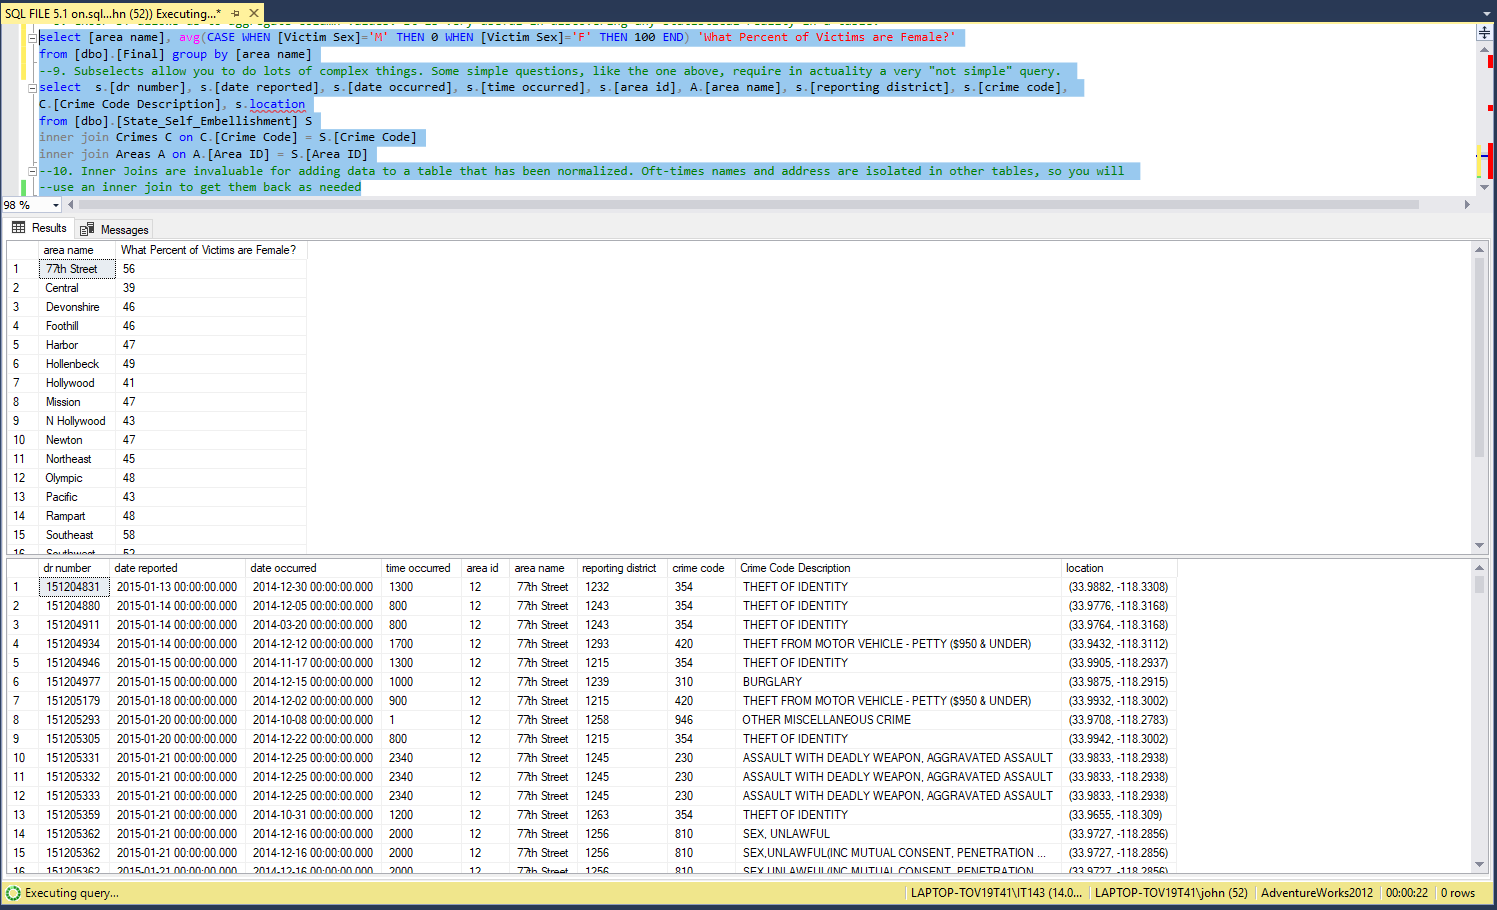 SQL FILE 5.1 on.sql...hn (52)) Executing...*
select [area name], avg(CASE WHEN [Victim Sex]='M' THEN 0 WHEN [Victim Sex]='F' THEN 100 END) 'What Percent of Victims are Female?'
from [dbo].[Final] group by [area name]
--9. Subselects allow you to do lots of complex things. Some simple questions, like the one above, require in actuality a very "not simple" query.
select  s.[dr number], s.[date reported], s.[date occurred], s.[time occurred], s.[area id], A.[area name], s.[reporting district], s.[crime code],
C.[Crime Code Description], s.location
from [dbo].[State_Self_Embellishment] S
inner join Crimes C on C.[Crime Code] = S.[Crime Code]
inner join Areas A on A.[Area ID] = S.[Area ID]
--10. Inner Joins are invaluable for adding data to a table that has been normalized. Oft-times names and address are isolated in other tables, so you will
--use an inner join to get them back as needed
98 %
Results Messages
area name What Percent of Victims are Female?
1 77th Street 56
2 Central 39
3 Devonshire 46
4 Foothill 46
5 Harbor 47
6 Hollenbeck 49
7 Hollywood 41
8 Mission 47
9 N Hollywood 43
10 Newton 47
11 Northeast 45
12 Olympic 48
13 Pacific 43
14 Rampart 48
15 Southeast 58
16 Southwest 52
dr number date reported date occurred time occurred area id area name reporting district crime code Crime Code Description location
1 151204831 2015-01-13 00:00:00.000 2014-12-30 00:00:00.000 1300 12 77th Street 1232 354 THEFT OF IDENTITY (33.9882, -118.3308)
2 151204880 2015-01-14 00:00:00.000 2014-12-05 00:00:00.000 800 12 77th Street 1243 354 THEFT OF IDENTITY (33.9776, -118.3168)
3 151204911 2015-01-14 00:00:00.000 2014-03-20 00:00:00.000 800 12 77th Street 1243 354 THEFT OF IDENTITY (33.9764, -118.3168)
4 151204934 2015-01-14 00:00:00.000 2014-12-12 00:00:00.000 1700 12 77th Street 1293 420 THEFT FROM MOTOR VEHICLE - PETTY ($950 & UNDER) (33.9432, -118.3112)
5 151204946 2015-01-15 00:00:00.000 2014-11-17 00:00:00.000 1300 12 77th Street 1215 354 THEFT OF IDENTITY (33.9905, -118.2937)
6 151204977 2015-01-15 00:00:00.000 2014-12-15 00:00:00.000 1000 12 77th Street 1239 310 BURGLARY (33.9875, -118.2915)
7 151205179 2015-01-18 00:00:00.000 2014-12-02 00:00:00.000 900 12 77th Street 1215 420 THEFT FROM MOTOR VEHICLE - PETTY ($950 & UNDER) (33.9932, -118.3002)
8 151205293 2015-01-20 00:00:00.000 2014-10-08 00:00:00.000 1 12 77th Street 1258 946 OTHER MISCELLANEOUS CRIME (33.9708, -118.2783)
9 151205305 2015-01-20 00:00:00.000 2014-12-22 00:00:00.000 800 12 77th Street 1215 354 THEFT OF IDENTITY (33.9942, -118.3002)
10 151205331 2015-01-21 00:00:00.000 2014-12-25 00:00:00.000 2340 12 77th Street 1245 230 ASSAULT WITH DEADLY WEAPON, AGGRAVATED ASSAULT (33.9833, -118.2938)
11 151205332 2015-01-21 00:00:00.000 2014-12-25 00:00:00.000 2340 12 77th Street 1245 230 ASSAULT WITH DEADLY WEAPON, AGGRAVATED ASSAULT (33.9833, -118.2938)
12 151205333 2015-01-21 00:00:00.000 2014-12-25 00:00:00.000 2340 12 77th Street 1245 230 ASSAULT WITH DEADLY WEAPON, AGGRAVATED ASSAULT (33.9833, -118.2938)
13 151205359 2015-01-21 00:00:00.000 2014-10-31 00:00:00.000 1200 12 77th Street 1263 354 THEFT OF IDENTITY (33.9655, -118.309)
14 151205362 2015-01-21 00:00:00.000 2014-12-16 00:00:00.000 2000 12 77th Street 1256 810 SEX, UNLAWFUL (33.9727, -118.2856)
15 151205362 2015-01-21 00:00:00.000 2014-12-16 00:00:00.000 2000 12 77th Street 1256 810 SEX,UNLAWFUL(INC MUTUAL CONSENT, PENETRATION ... (33.9727, -118.2856)
16 151205362 2015-01-21 00:00:00.000 2014-12-16 00:00:00.000 2000 12 77th Street 1256 810 SEX UNLAWFUL(INC MUTUAL CONSENT, PENETRATION (33.9727, -118.2856)
Executing query... LAPTOP-TOV19T41\IT143 (14.0... LAPTOP-TOV19T41\john (52) AdventureWorks2012 00:00:22 0 rows